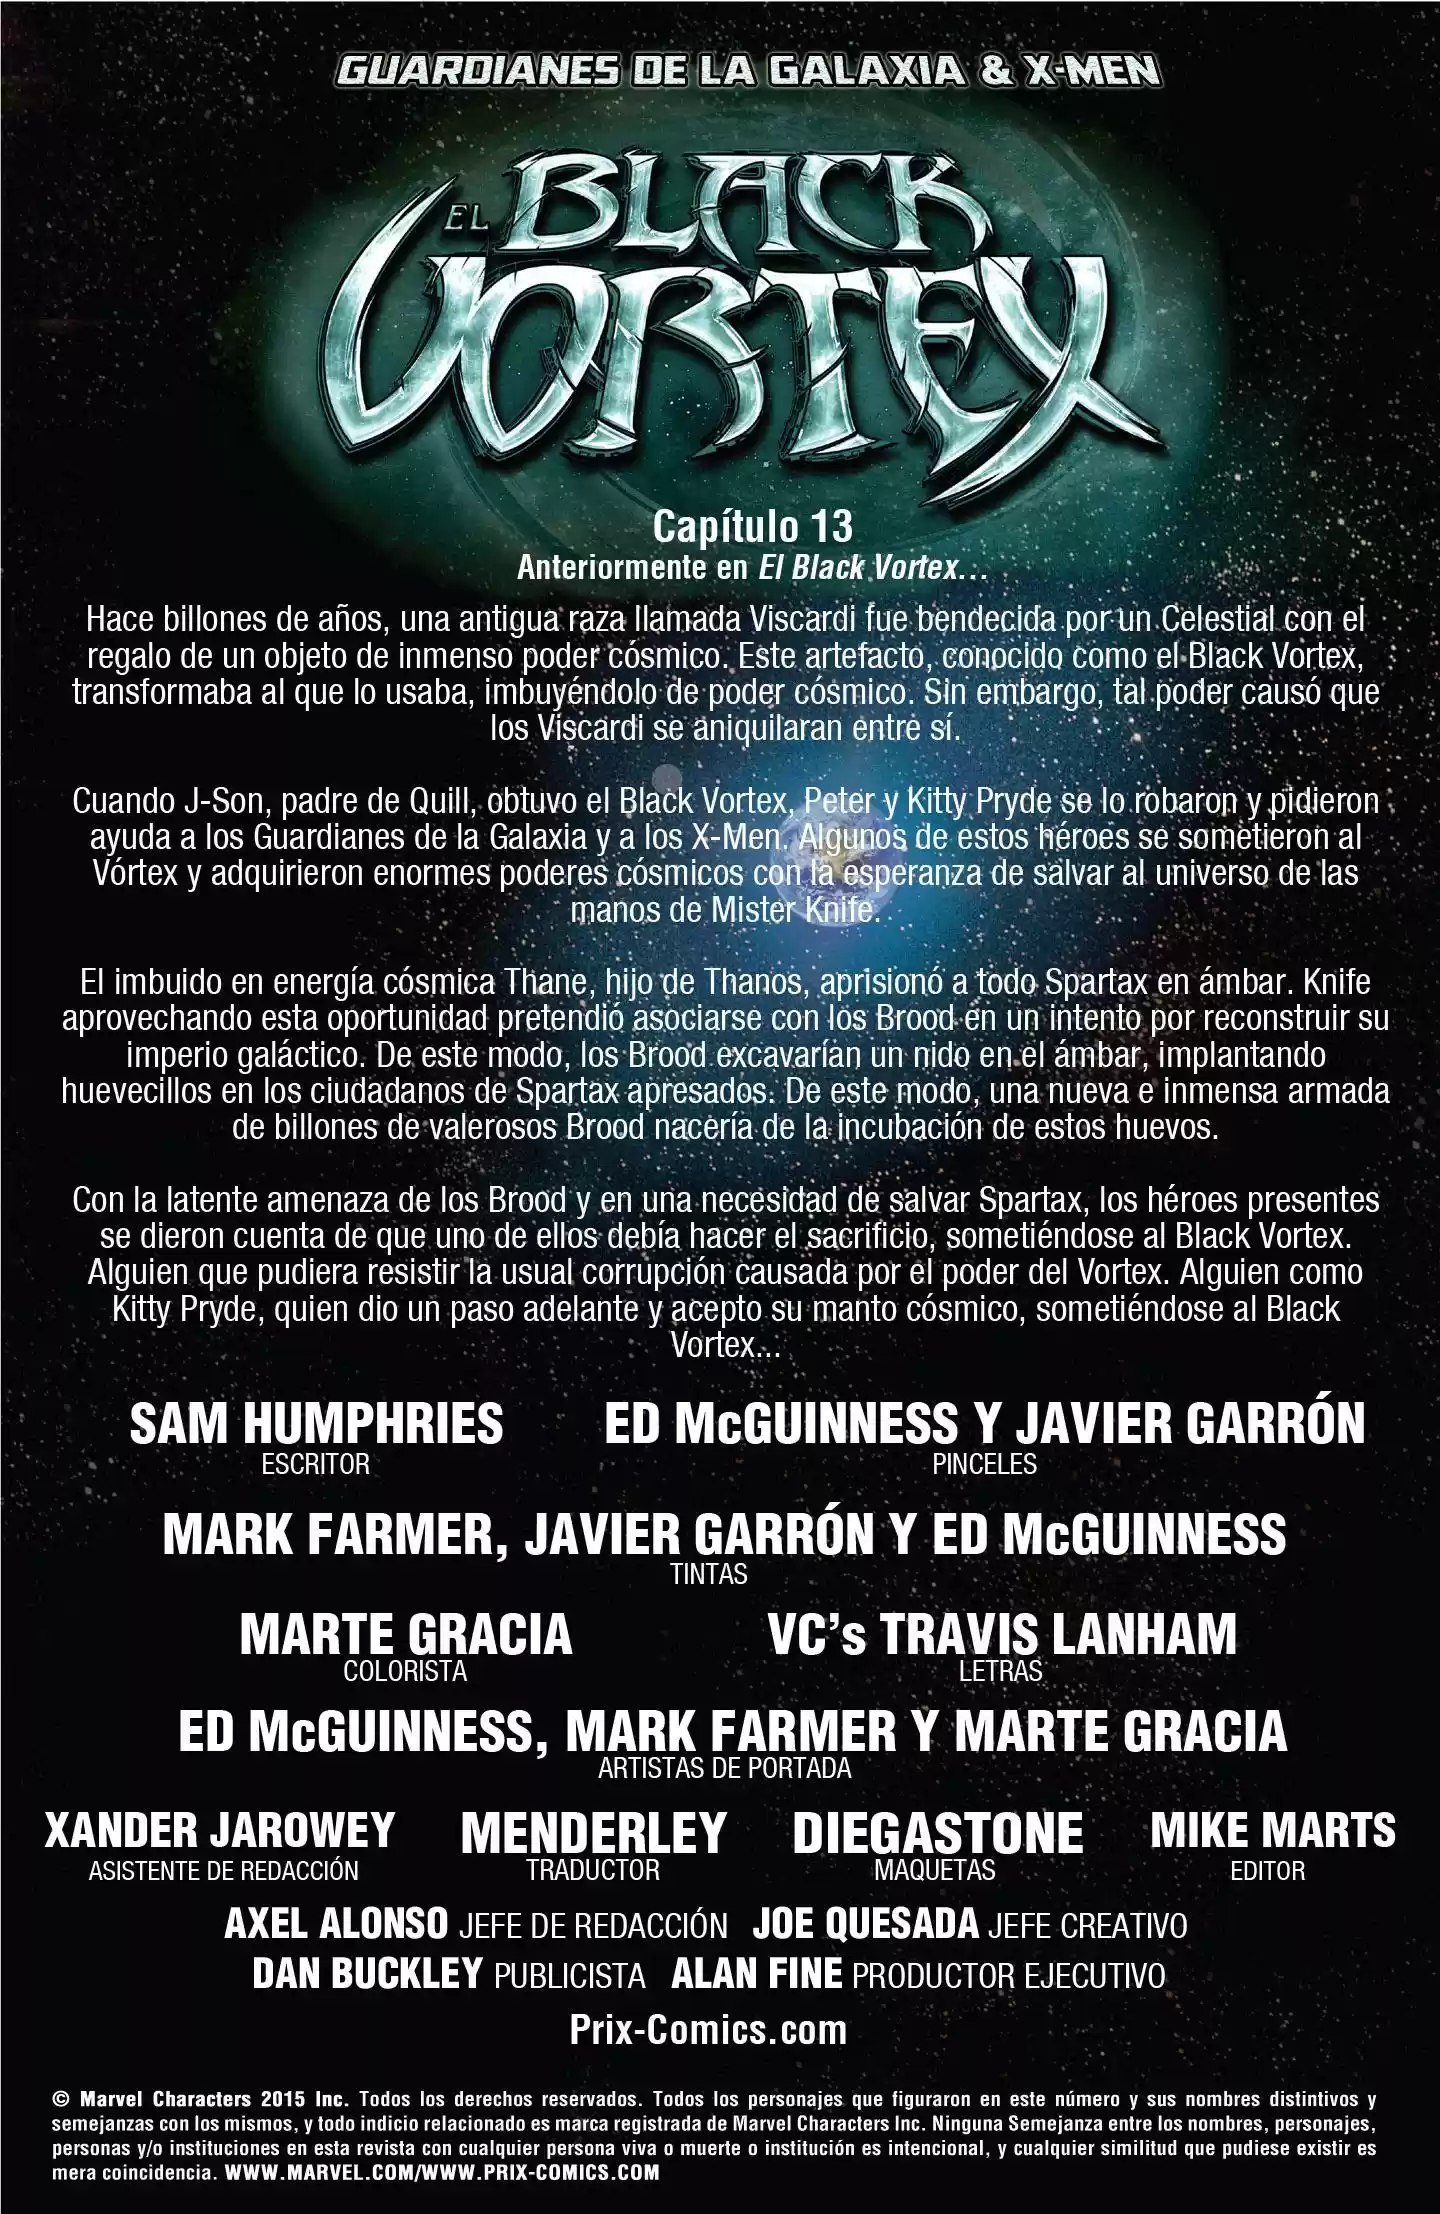 GUARDIANES DE LA GALAXIA & X-MEN
EL BLACK
VORTEX
Capítulo 13
Anteriormente en El Black Vortex...
Hace billones de años, una antigua raza llamada Viscardi fue bendecida por un Celestial con el
regalo de un objeto de inmenso poder cósmico. Este artefacto, conocido como el Black Vortex,
transformaba al que lo usaba, imbuyéndolo de poder cósmico. Sin embargo, tal poder causó que
los Viscardi se aniquilaran entre sí.
Cuando J-Son, padre de Quill, obtuvo el Black Vortex, Peter y Kitty Pryde se lo robaron y pidieron
ayuda a los Guardianes de la Galaxia y a los X-Men. Algunos de estos héroes se sometieron al
Vórtex y adquirieron enormes poderes cósmicos con la esperanza de salvar al universo de las
manos de Mister Knife.
El imbuido en energía cósmica Thane, hijo de Thanos, aprisionó a todo Spartax en ámbar. Knife
aprovechando esta oportunidad pretendió asociarse con los Brood en un intento por reconstruir su
imperio galáctico. De este modo, los Brood excavarían un nido en el ámbar, implantando
huevecillos en los ciudadanos de Spartax apresados. De este modo, una nueva e inmensa armada
de billones de valerosos Brood nacería de la incubación de estos huevos.
Con la latente amenaza de los Brood y en una necesidad de salvar Spartax, los héroes presentes
se dieron cuenta de que uno de ellos debía hacer el sacrificio, sometiéndose al Black Vortex.
Alguien que pudiera resistir la usual corrupción causada por el poder del Vortex. Alguien como
Kitty Pryde, quien dio un paso adelante y acepto su manto cósmico, sometiéndose al Black
Vortex...
SAM HUMPHRIES ED McGUINNESS Y JAVIER GARRÓN
ESCRITOR PINCELES
MARK FARMER, JAVIER GARRÓN Y ED McGUINNESS
TINTAS
MARTE GRACIA VC's TRAVIS LANHAM
COLORISTA LETRAS
ED McGUINNESS, MARK FARMER Y MARTE GRACIA
ARTISTAS DE PORTADA
XANDER JAROWEY MENDERLEY DIEGASTONE MIKE MARTS
ASISTENTE DE REDACCIÓN TRADUCTOR MAQUETAS EDITOR
AXEL ALONSO JEFE DE REDACCIÓN JOE QUESADA JEFE CREATIVO
DAN BUCKLEY PUBLICISTA ALAN FINE PRODUCTOR EJECUTIVO
Prix-Comics.com
© Marvel Characters 2015 Inc. Todos los derechos reservados. Todos los personajes que figuraron en este número y sus nombres distintivos y
semejanzas con los mismos, y todo indicio relacionado es marca registrada de Marvel Characters Inc. Ninguna Semejanza entre los nombres, personajes,
personas y/o instituciones en esta revista con cualquier persona viva o muerte o institución es intencional, y cualquier similitud que pudiese existir es
mera coincidencia. WWW.MARVEL.COM/WWW.PRIX-COMICS.COM